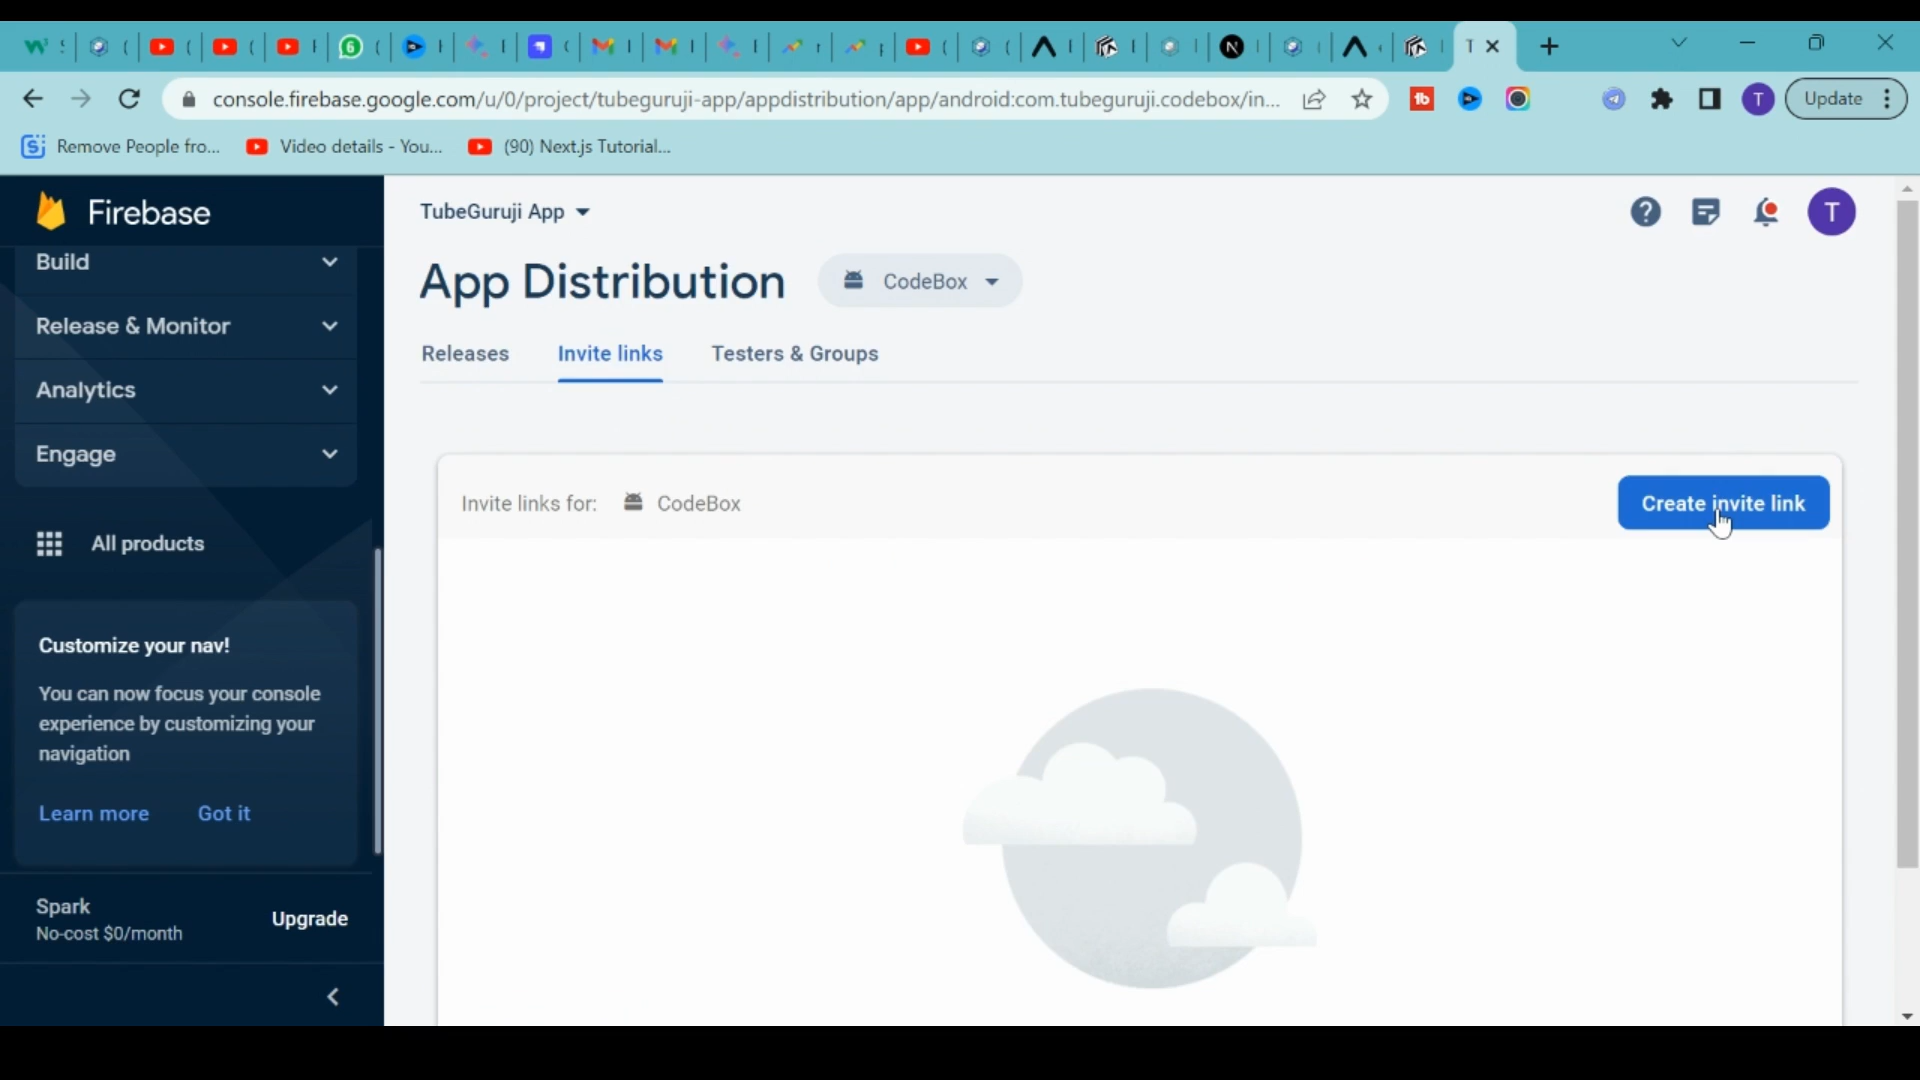 6
T
console.firebase.google.com/u/0/project/tubeguruji-app/appdistribution/app/android:com.tubeguruji.codebox/in...
tb
T
Update
Remove People fro...
Video details - You...
(90) Next.js Tutorial...
Firebase
Build
Release & Monitor
Analytics
Engage
All products
Customize your nav!
You can now focus your console
experience by customizing your
navigation
Learn more
Got it
Spark
No-cost $0/month
Upgrade
TubeGuruji App
T
App Distribution
CodeBox
Releases
Invite links
Testers & Groups
Invite links for:
CodeBox
Create invite link